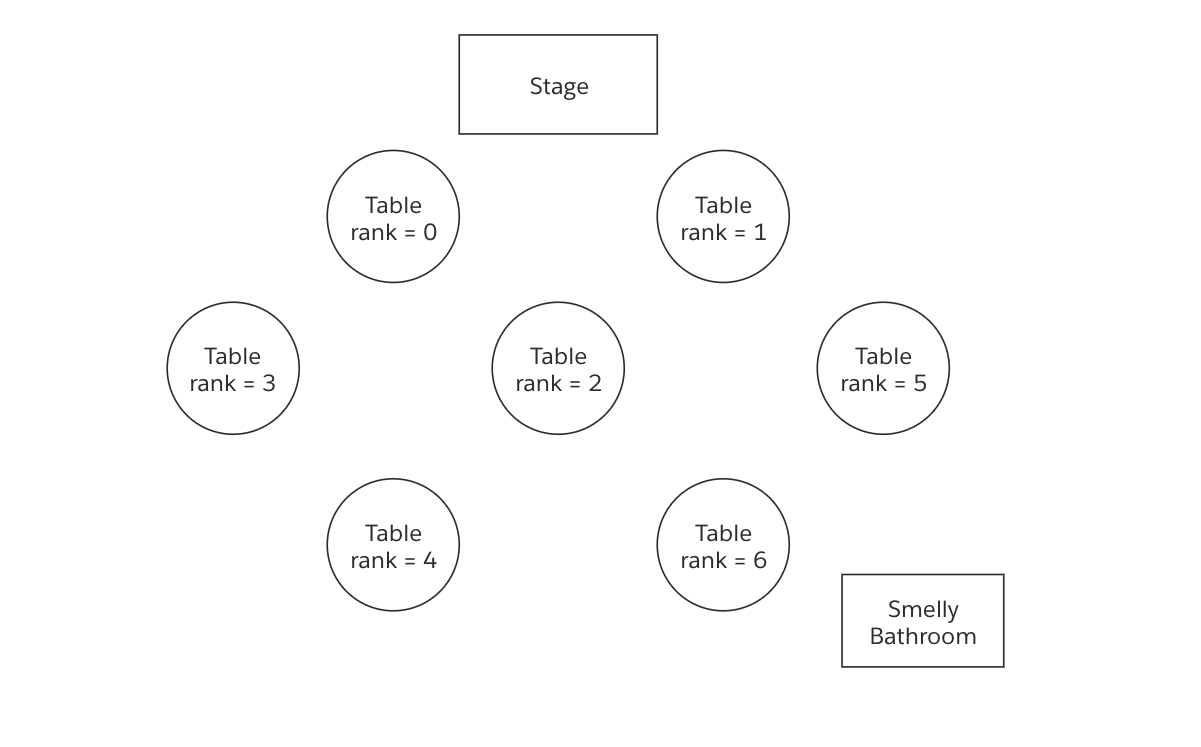 Stage
Table
rank = 0
Table
rank = 1
Table
rank = 3
Table
rank = 2
Table
rank = 5
Table
rank = 4
Table
rank = 6
Smelly
Bathroom